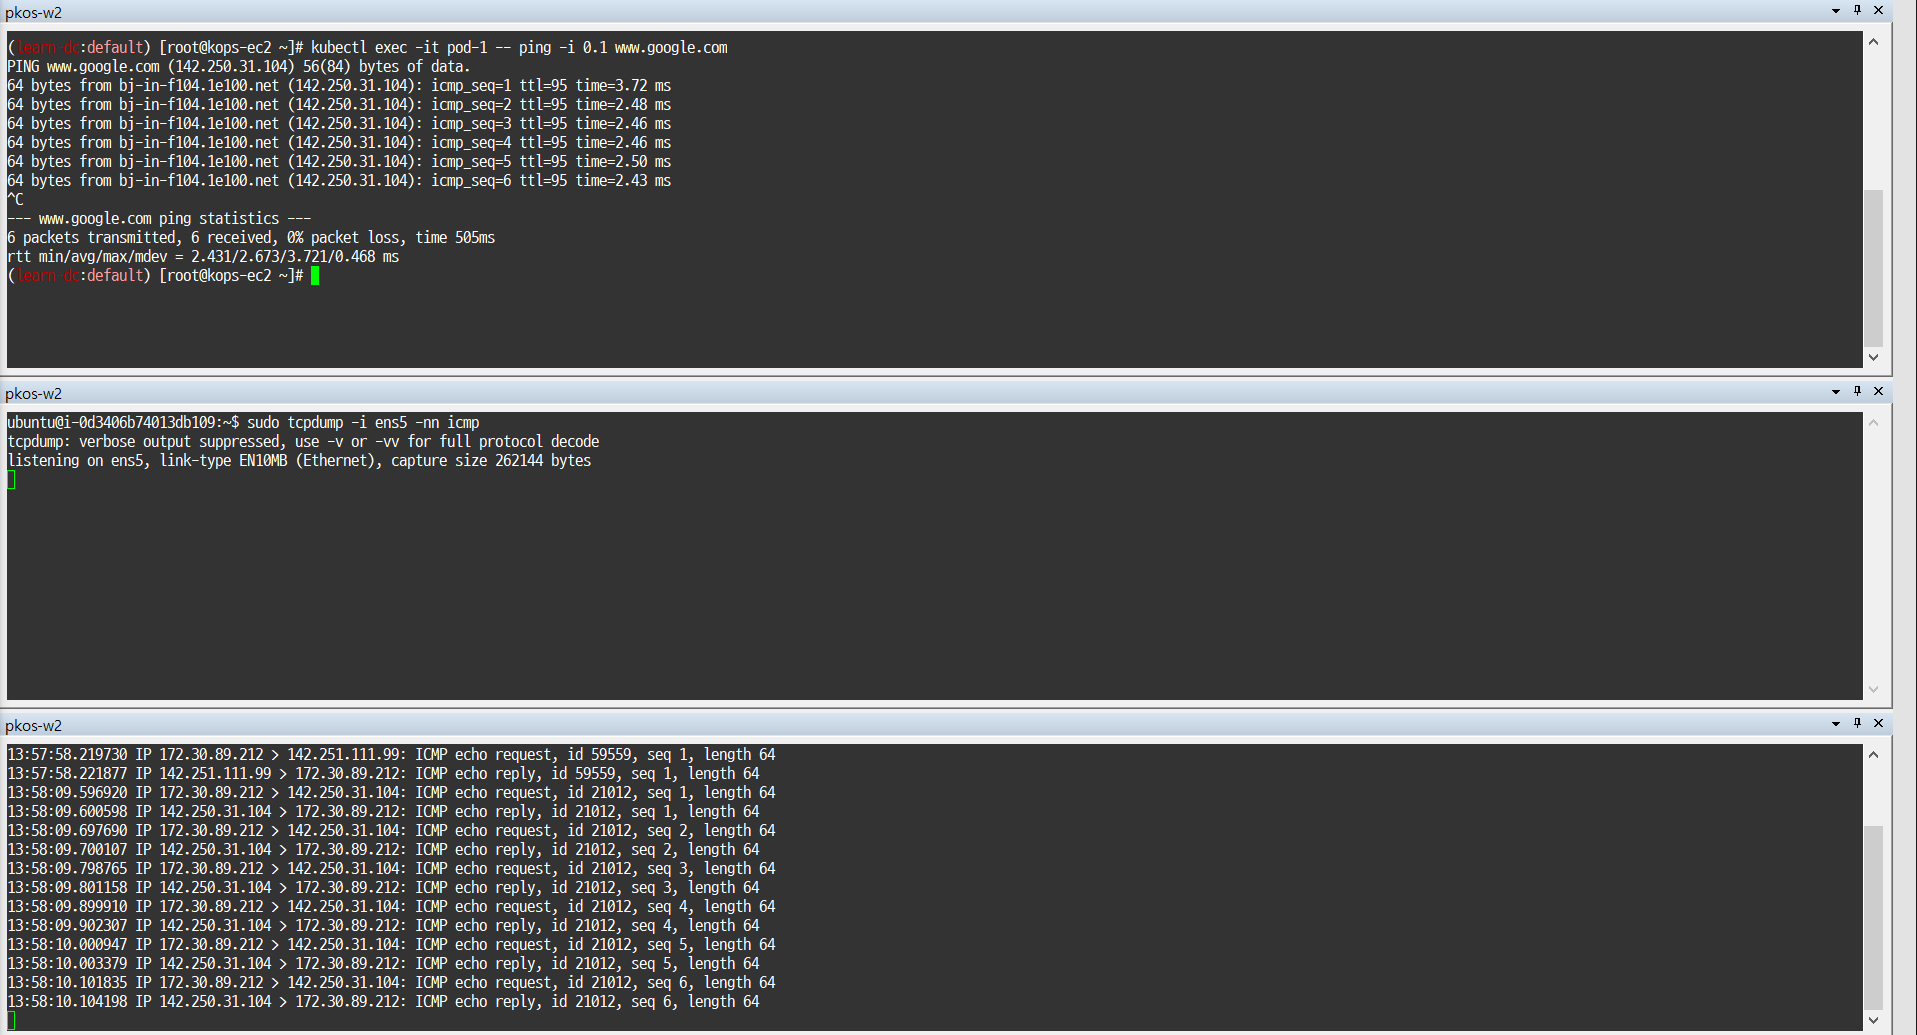 pkos-w2
(learn-dc:default) [root@kops-ec2 ~]# kubectl exec -it pod-1 -- ping -i 0.1 www.google.com
PING www.google.com (142.250.31.104) 56(84) bytes of data.
64 bytes from bj-in-f104.1e100.net (142.250.31.104): icmp_seq=1 ttl=95 time=3.72 ms
64 bytes from bj-in-f104.1e100.net (142.250.31.104): icmp_seq=2 ttl=95 time=2.48 ms
64 bytes from bj-in-f104.1e100.net (142.250.31.104): icmp_seq=3 ttl=95 time=2.46 ms
64 bytes from bj-in-f104.1e100.net (142.250.31.104): icmp_seq=4 ttl=95 time=2.46 ms
64 bytes from bj-in-f104.1e100.net (142.250.31.104): icmp_seq=5 ttl=95 time=2.50 ms
64 bytes from bj-in-f104.1e100.net (142.250.31.104): icmp_seq=6 ttl=95 time=2.43 ms
^C
--- www.google.com ping statistics ---
6 packets transmitted, 6 received, 0% packet loss, time 505ms
rtt min/avg/max/mdev = 2.431/2.673/3.721/0.468 ms
(learn-dc:default) [root@kops-ec2 ~]#
pkos-w2
ubuntu@i-0d3406b74013db109:~$ sudo tcpdump -i ens5 -nn icmp
tcpdump: verbose output suppressed, use -v or -vv for full protocol decode
listening on ens5, link-type EN10MB (Ethernet), capture size 262144 bytes
pkos-w2
13:57:58.219730 IP 172.30.89.212 > 142.251.111.99: ICMP echo request, id 59559, seq 1, length 64
13:57:58.221877 IP 142.251.111.99 > 172.30.89.212: ICMP echo reply, id 59559, seq 1, length 64
13:58:09.596920 IP 172.30.89.212 > 142.250.31.104: ICMP echo request, id 21012, seq 1, length 64
13:58:09.600598 IP 142.250.31.104 > 172.30.89.212: ICMP echo reply, id 21012, seq 1, length 64
13:58:09.697690 IP 172.30.89.212 > 142.250.31.104: ICMP echo request, id 21012, seq 2, length 64
13:58:09.700107 IP 142.250.31.104 > 172.30.89.212: ICMP echo reply, id 21012, seq 2, length 64
13:58:09.798765 IP 172.30.89.212 > 142.250.31.104: ICMP echo request, id 21012, seq 3, length 64
13:58:09.801158 IP 142.250.31.104 > 172.30.89.212: ICMP echo reply, id 21012, seq 3, length 64
13:58:09.899910 IP 172.30.89.212 > 142.250.31.104: ICMP echo request, id 21012, seq 4, length 64
13:58:09.902307 IP 142.250.31.104 > 172.30.89.212: ICMP echo reply, id 21012, seq 4, length 64
13:58:10.000947 IP 172.30.89.212 > 142.250.31.104: ICMP echo request, id 21012, seq 5, length 64
13:58:10.003379 IP 142.250.31.104 > 172.30.89.212: ICMP echo reply, id 21012, seq 5, length 64
13:58:10.101835 IP 172.30.89.212 > 142.250.31.104: ICMP echo request, id 21012, seq 6, length 64
13:58:10.104198 IP 142.250.31.104 > 172.30.89.212: ICMP echo reply, id 21012, seq 6, length 64